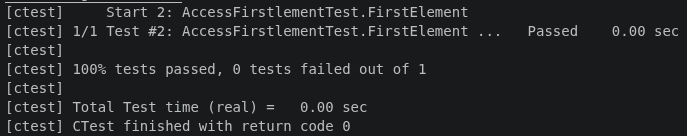 [ctest]     Start 2: AccessFirstlementTest.FirstElement
[ctest] 1/1 Test #2: AccessFirstlementTest.FirstElement ...   Passed    0.00 sec
[ctest]
[ctest] 100% tests passed, 0 tests failed out of 1
[ctest]
[ctest] Total Test time (real) =   0.00 sec
[ctest] CTest finished with return code 0